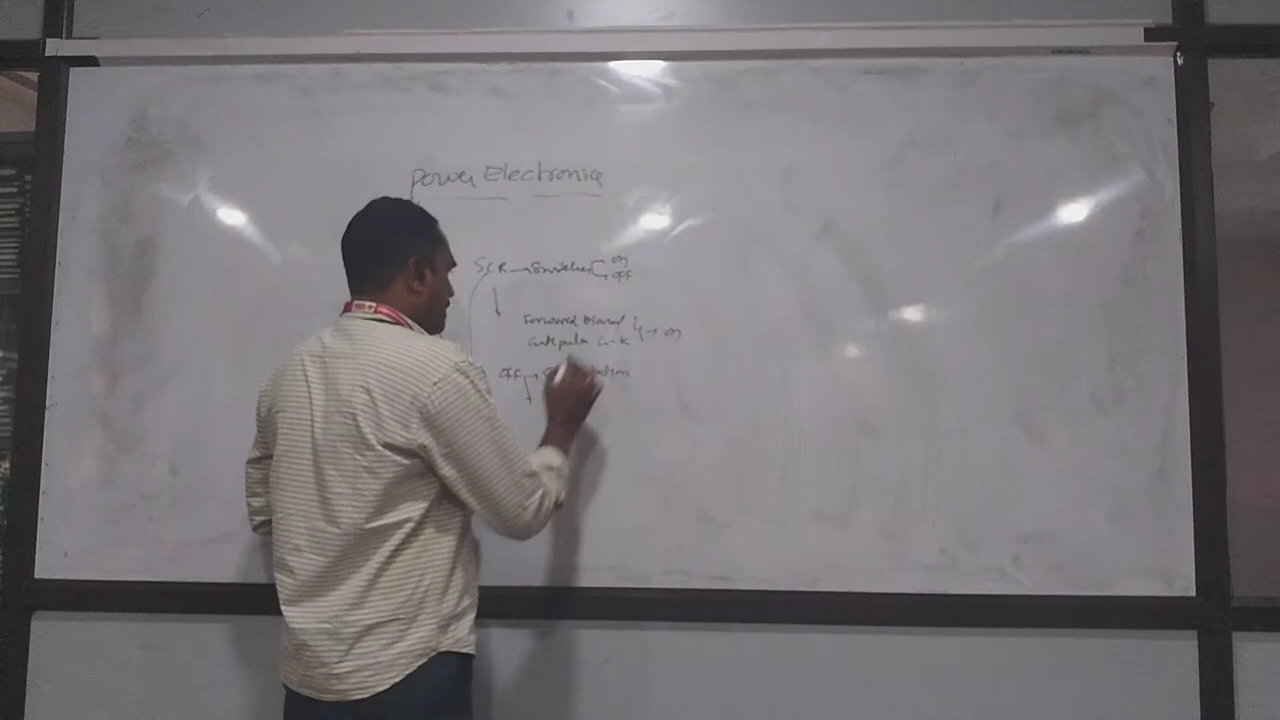 Power Electronics
SCR → Switches ON
OFF
Forward Biased
Gate pulse G-K } → ON
OFF →